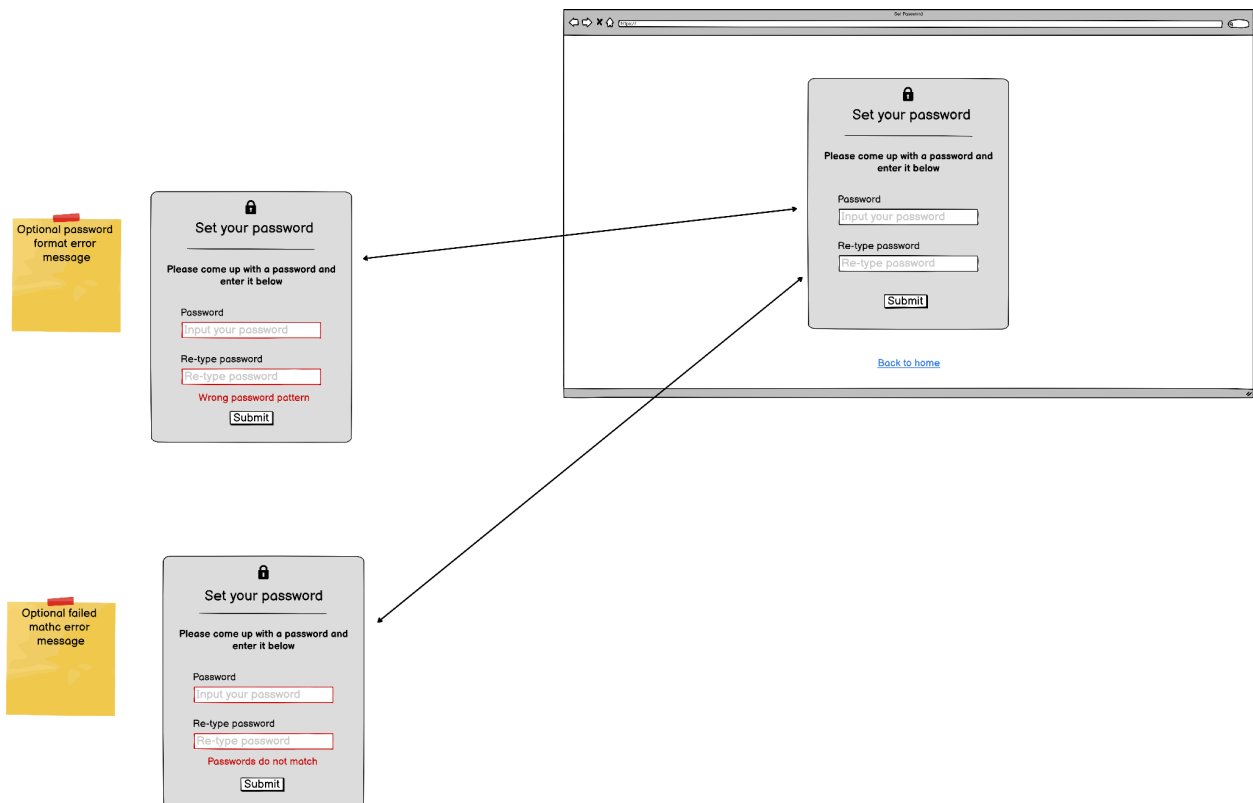 Set Password
https://
Set your password
Please come up with a password and
enter it below
Password
Input your password
Re-type password
Re-type password
Submit
Back to home
Optional password
format error
message
Set your password
Please come up with a password and
enter it below
Password
Input your password
Re-type password
Re-type password
Wrong password pattern
Submit
Optional failed
mathc error
message
Set your password
Please come up with a password and
enter it below
Password
Input your password
Re-type password
Re-type password
Passwords do not match
Submit